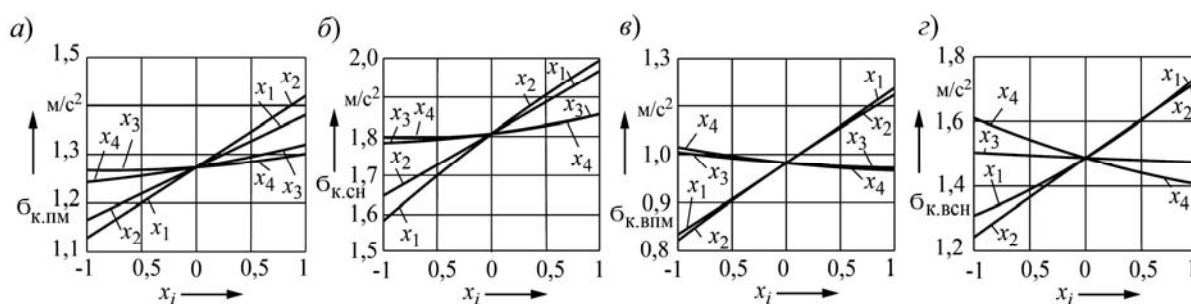 а)
1,5
м/с²
1,3
1,2
1,1
σк.пм
x₄
x₃
x₂
x₁
x₁
x₂
x₄
x₃
-1
0,5
0
0,5
1
xᵢ
б)
2,0
м/с²
1,8
σк.сн
1,6
1,5
x₃
x₄
x₂
x₁
x₂
x₁
x₃
x₄
-1
0,5
0
0,5
1
xᵢ
в)
1,3
м/с²
1,0
0,9
σк.впм
0,8
x₄
x₃
x₁
x₂
x₁
x₂
x₃
x₄
-1
0,5
0
0,5
1
xᵢ
г)
1,8
м/с²
1,6
1,4
σк.всн
1,2
x₄
x₃
x₁
x₂
x₁
x₂
x₄
-1
0,5
0
0,5
1
xᵢ